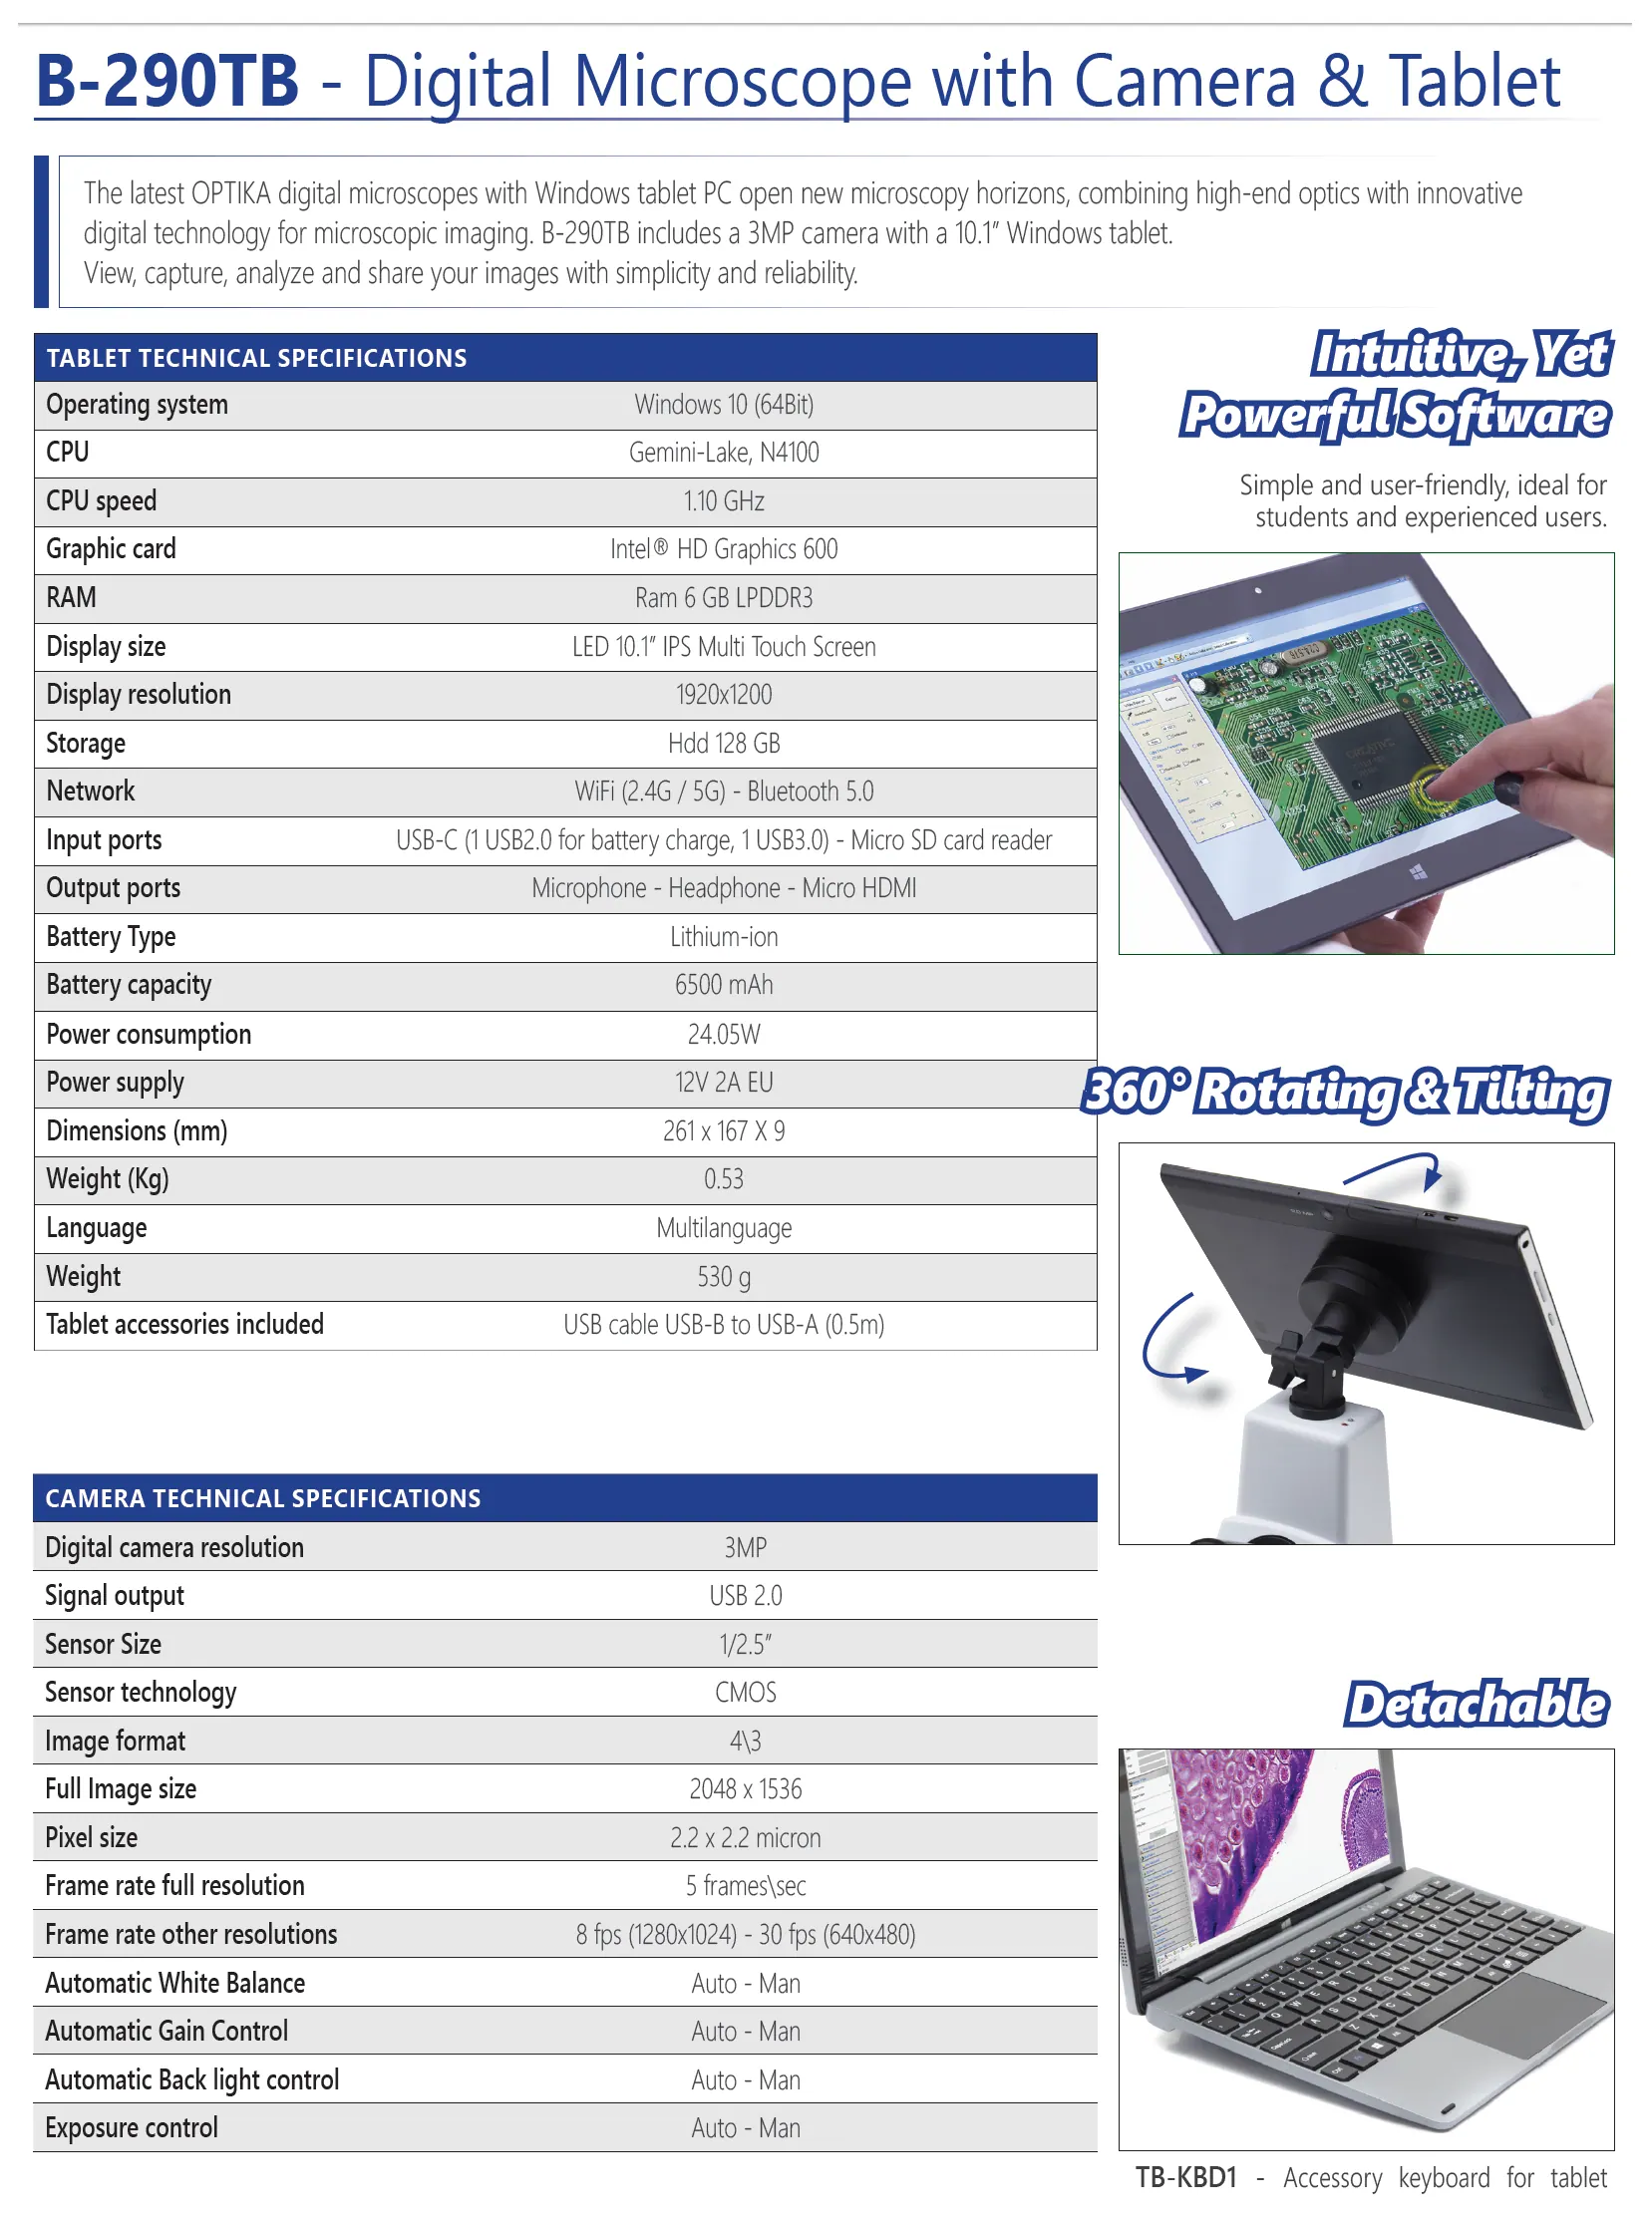 B-290TB - Digital Microscope with Camera & Tablet
The latest OPTIKA digital microscopes with Windows tablet PC open new microscopy horizons, combining high-end optics with innovative
digital technology for microscopic imaging. B-290TB includes a 3MP camera with a 10.1” Windows tablet.
View, capture, analyze and share your images with simplicity and reliability.
TABLET TECHNICAL SPECIFICATIONS
Operating system Windows 10 (64Bit)
CPU Gemini-Lake, N4100
CPU speed 1.10 GHz
Graphic card Intel® HD Graphics 600
RAM Ram 6 GB LPDDR3
Display size LED 10.1” IPS Multi Touch Screen
Display resolution 1920x1200
Storage Hdd 128 GB
Network WiFi (2.4G / 5G) - Bluetooth 5.0
Input ports USB-C (1 USB2.0 for battery charge, 1 USB3.0) - Micro SD card reader
Output ports Microphone - Headphone - Micro HDMI
Battery Type Lithium-ion
Battery capacity 6500 mAh
Power consumption 24.05W
Power supply 12V 2A EU
Dimensions (mm) 261 x 167 X 9
Weight (Kg) 0.53
Language Multilanguage
Weight 530 g
Tablet accessories included USB cable USB-B to USB-A (0.5m)
CAMERA TECHNICAL SPECIFICATIONS
Digital camera resolution 3MP
Signal output USB 2.0
Sensor Size 1/2.5”
Sensor technology CMOS
Image format 4\3
Full Image size 2048 x 1536
Pixel size 2.2 x 2.2 micron
Frame rate full resolution 5 frames\sec
Frame rate other resolutions 8 fps (1280x1024) - 30 fps (640x480)
Automatic White Balance Auto - Man
Automatic Gain Control Auto - Man
Automatic Back light control Auto - Man
Exposure control Auto - Man
Intuitive, Yet
Powerful Software
Simple and user-friendly, ideal for
students and experienced users.
360° Rotating & Tilting
Detachable
TB-KBD1 - Accessory keyboard for tablet